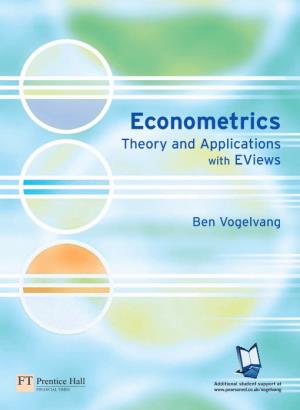 Econometrics
Theory and Applications
with EViews
Ben Vogelvang
FT Prentice Hall
FINANCIAL TIMES
Additional student support at
www.pearsoned.co.uk/vogelvang